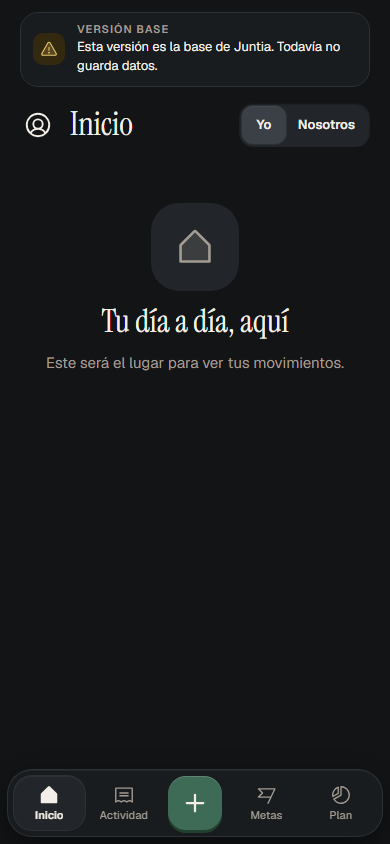 VERSIÓN BASE
Esta versión es la base de Juntia. Todavía no
guarda datos.
Inicio
Yo
Nosotros
Tu día a día, aquí
Este será el lugar para ver tus movimientos.
Inicio
Actividad
Metas
Plan